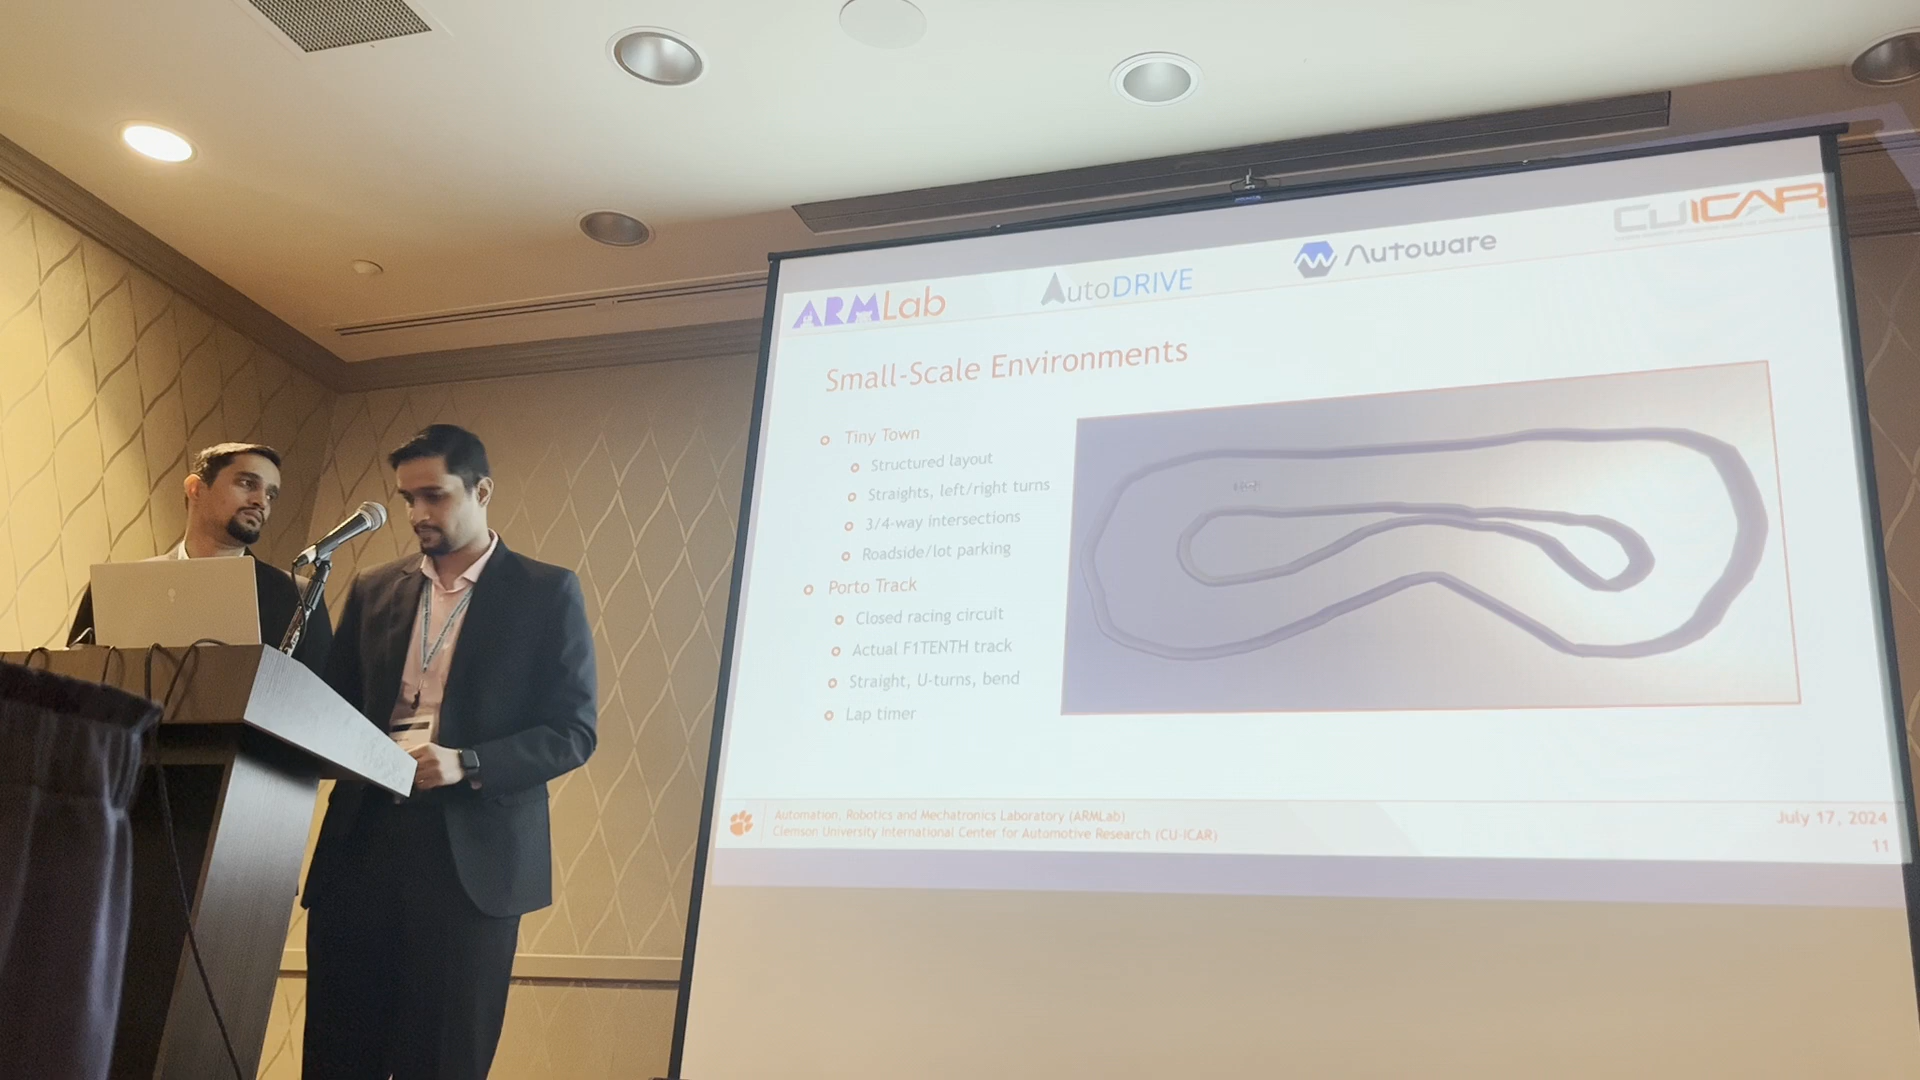 ARMLab
AutoDRIVE
Autoware
CUICAR
Small-Scale Environments
Tiny Town
Structured layout
Straights, left/right turns
3/4-way intersections
Roadside/lot parking
Porto Track
Closed racing circuit
Actual F1TENTH track
Straight, U-turns, bend
Lap timer
Automation, Robotics and Mechatronics Laboratory (ARMLab)
Clemson University International Center for Automotive Research (CU-ICAR)
July 17, 2024
11